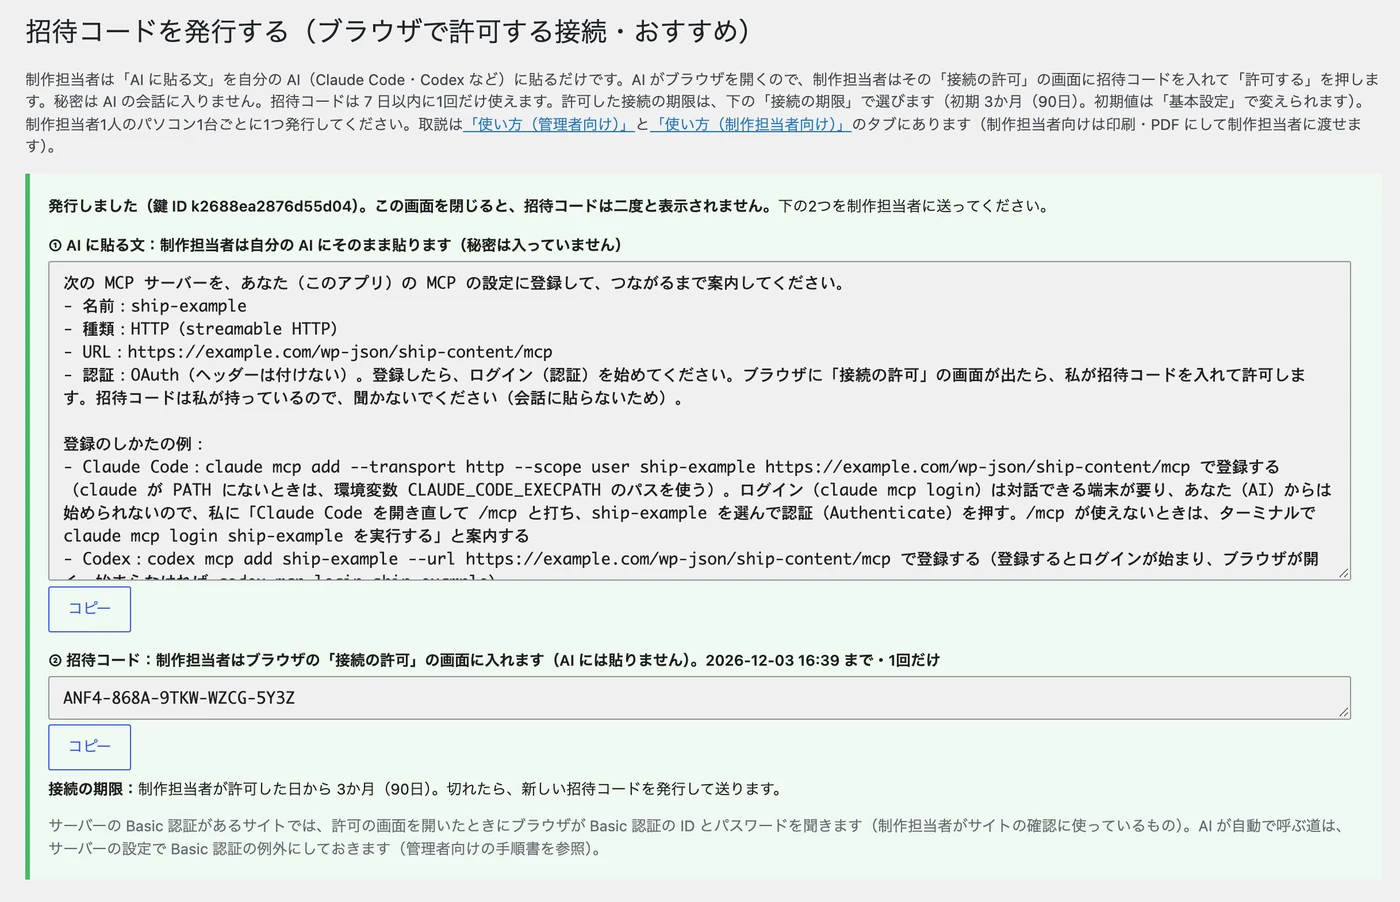 招待コードを発行する（ブラウザで許可する接続・おすすめ）
制作担当者は「AI に貼る文」を自分の AI（Claude Code・Codex など）に貼るだけです。AI がブラウザを開くので、制作担当者はその「接続の許可」の画面に招待コードを入れて「許可する」を押しま
す。秘密は AI の会話に入りません。招待コードは 7 日以内に1回だけ使えます。許可した接続の期限は、下の「接続の期限」で選びます（初期 3か月（90日）。初期値は「基本設定」で変えられます）。
制作担当者1人のパソコン1台ごとに1つ発行してください。取説は「使い方（管理者向け）」と「使い方（制作担当者向け）」のタブにあります（制作担当者向けは印刷・PDF にして制作担当者に渡せま
す）。
発行しました（鍵 ID k2688ea2876d55d04）。この画面を閉じると、招待コードは二度と表示されません。下の2つを制作担当者に送ってください。
① AI に貼る文：制作担当者は自分の AI にそのまま貼ります（秘密は入っていません）
次の MCP サーバーを、あなた（このアプリ）の MCP の設定に登録して、つながるまで案内してください。
- 名前：ship-example
- 種類：HTTP（streamable HTTP）
- URL：https://example.com/wp-json/ship-content/mcp
- 認証：OAuth（ヘッダーは付けない）。登録したら、ログイン（認証）を始めてください。ブラウザに「接続の許可」の画面が出たら、私が招待コードを入れて許可しま
す。招待コードは私が持っているので、聞かないでください（会話に貼らないため）。
登録のしかたの例：
- Claude Code：claude mcp add --transport http --scope user ship-example https://example.com/wp-json/ship-content/mcp で登録する
（claude が PATH にないときは、環境変数 CLAUDE_CODE_EXECPATH のパスを使う）。ログイン（claude mcp login）は対話できる端末が要り、あなた（AI）からは
始められないので、私に「Claude Code を開き直して /mcp と打ち、ship-example を選んで認証（Authenticate）を押す。/mcp が使えないときは、ターミナルで
claude mcp login ship-example を実行する」と案内する
- Codex：codex mcp add ship-example --url https://example.com/wp-json/ship-content/mcp で登録する（登録するとログインが始まり、ブラウザが開
く。始まらなければ codex mcp login ship-example）
コピー
② 招待コード：制作担当者はブラウザの「接続の許可」の画面に入れます（AI には貼りません）。2026-12-03 16:39 まで・1回だけ
ANF4-868A-9TKW-WZCG-5Y3Z
コピー
接続の期限：制作担当者が許可した日から 3か月（90日）。切れたら、新しい招待コードを発行して送ります。
サーバーの Basic 認証があるサイトでは、許可の画面を開いたときにブラウザが Basic 認証の ID とパスワードを聞きます（制作担当者がサイトの確認に使っているもの）。AI が自動で呼ぶ道は、
サーバーの設定で Basic 認証の例外にしておきます（管理者向けの手順書を参照）。